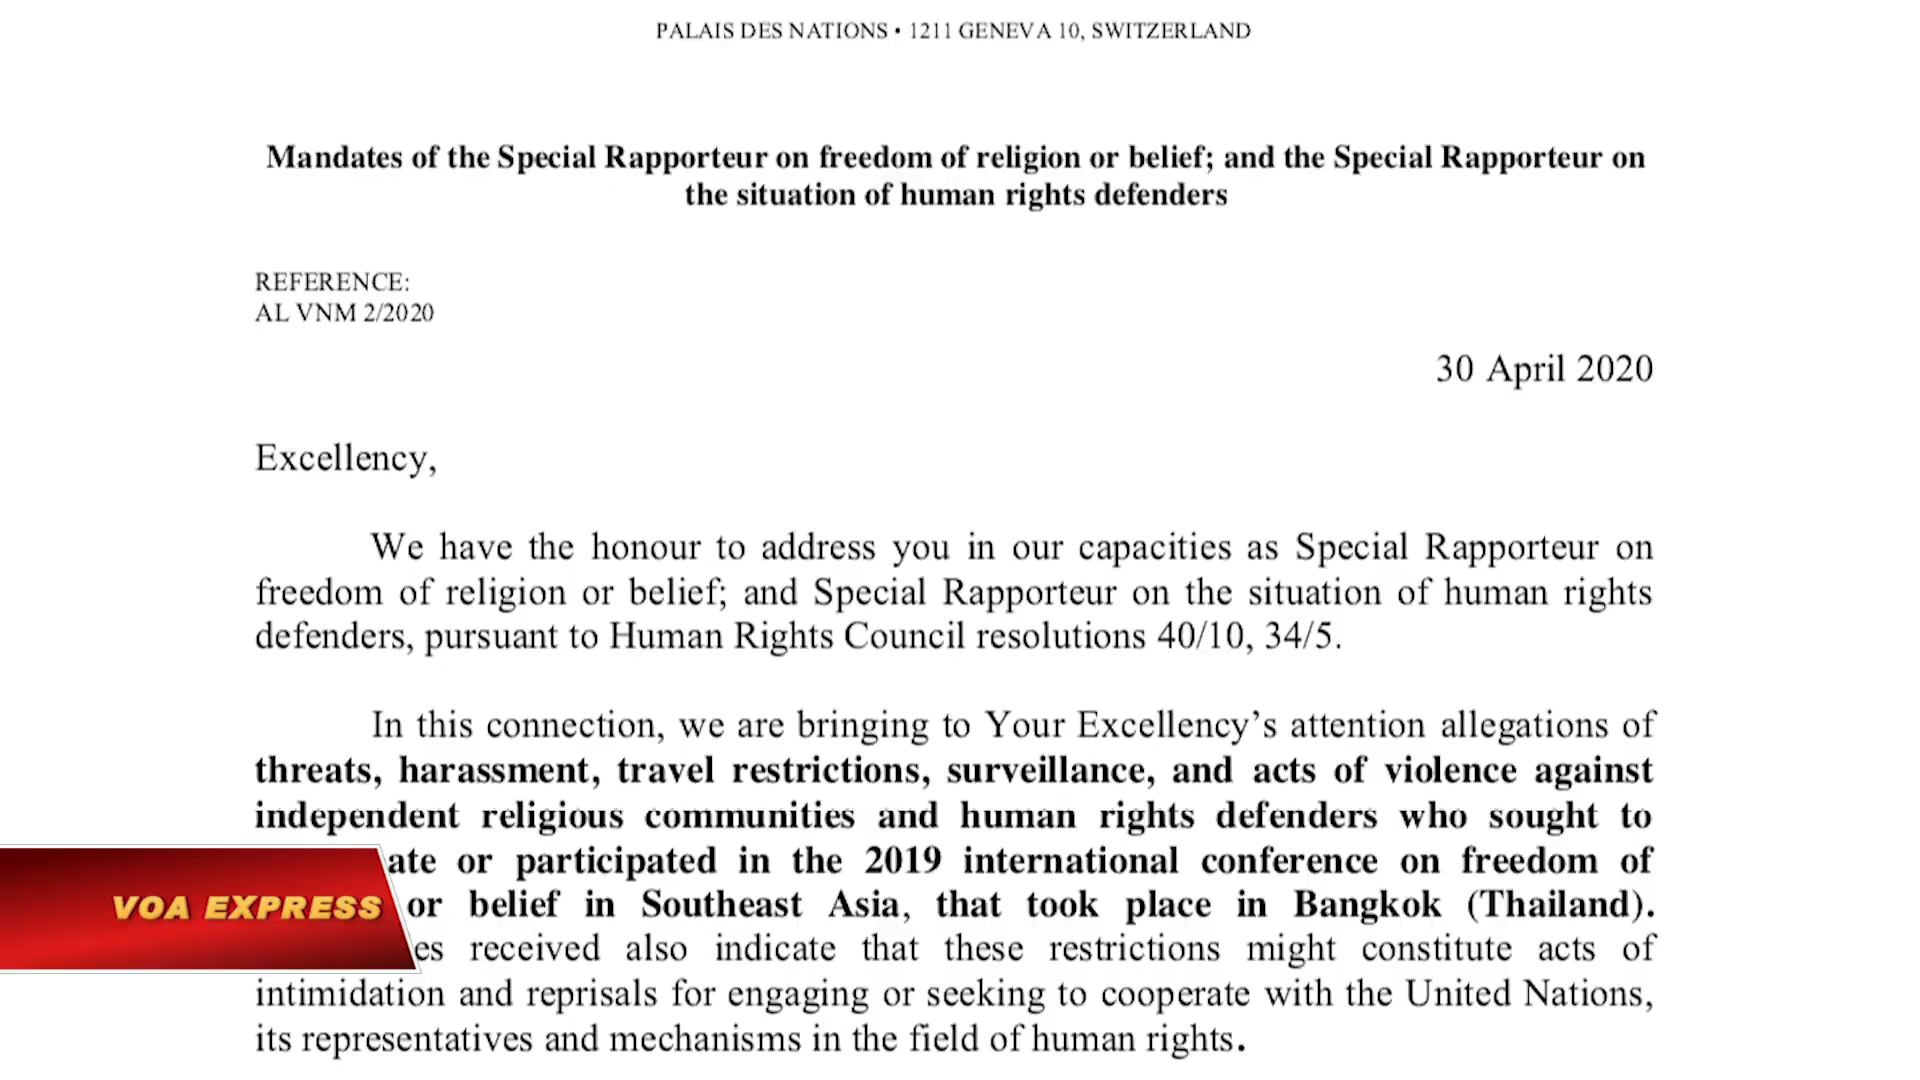 PALAIS DES NATIONS • 1211 GENEVA 10, SWITZERLAND
Mandates of the Special Rapporteur on freedom of religion or belief; and the Special Rapporteur on
the situation of human rights defenders
REFERENCE:
AL VNM 2/2020
30 April 2020
Excellency,
We have the honour to address you in our capacities as Special Rapporteur on
freedom of religion or belief; and Special Rapporteur on the situation of human rights
defenders, pursuant to Human Rights Council resolutions 40/10, 34/5.
In this connection, we are bringing to Your Excellency's attention allegations of
threats, harassment, travel restrictions, surveillance, and acts of violence against
independent religious communities and human rights defenders who sought to
ate or participated in the 2019 international conference on freedom of
or belief in Southeast Asia, that took place in Bangkok (Thailand).
es received also indicate that these restrictions might constitute acts of
intimidation and reprisals for engaging or seeking to cooperate with the United Nations,
its representatives and mechanisms in the field of human rights.
VOA EXPRESS